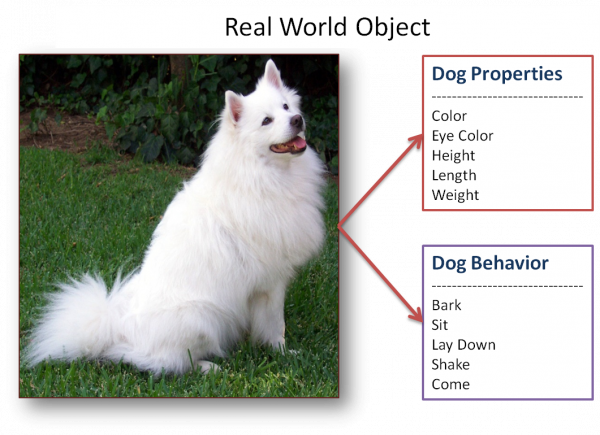 Real World Object
Dog Properties
-------------------------------
Color
Eye Color
Height
Length
Weight
Dog Behavior
-------------------------------
Bark
Sit
Lay Down
Shake
Come